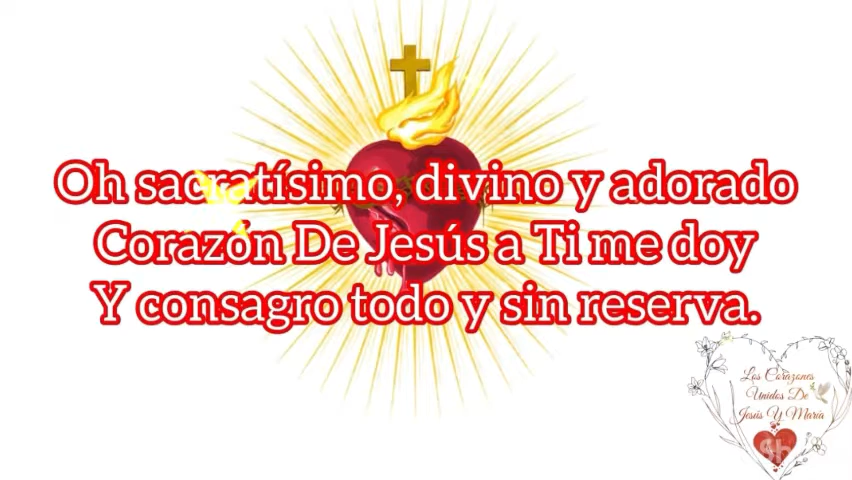 Oh sacratísimo, divino y adorado
Corazón De Jesús a Ti me doy
Y consagro todo y sin reserva.
Los Corazones
Unidos De
Jesús Y María